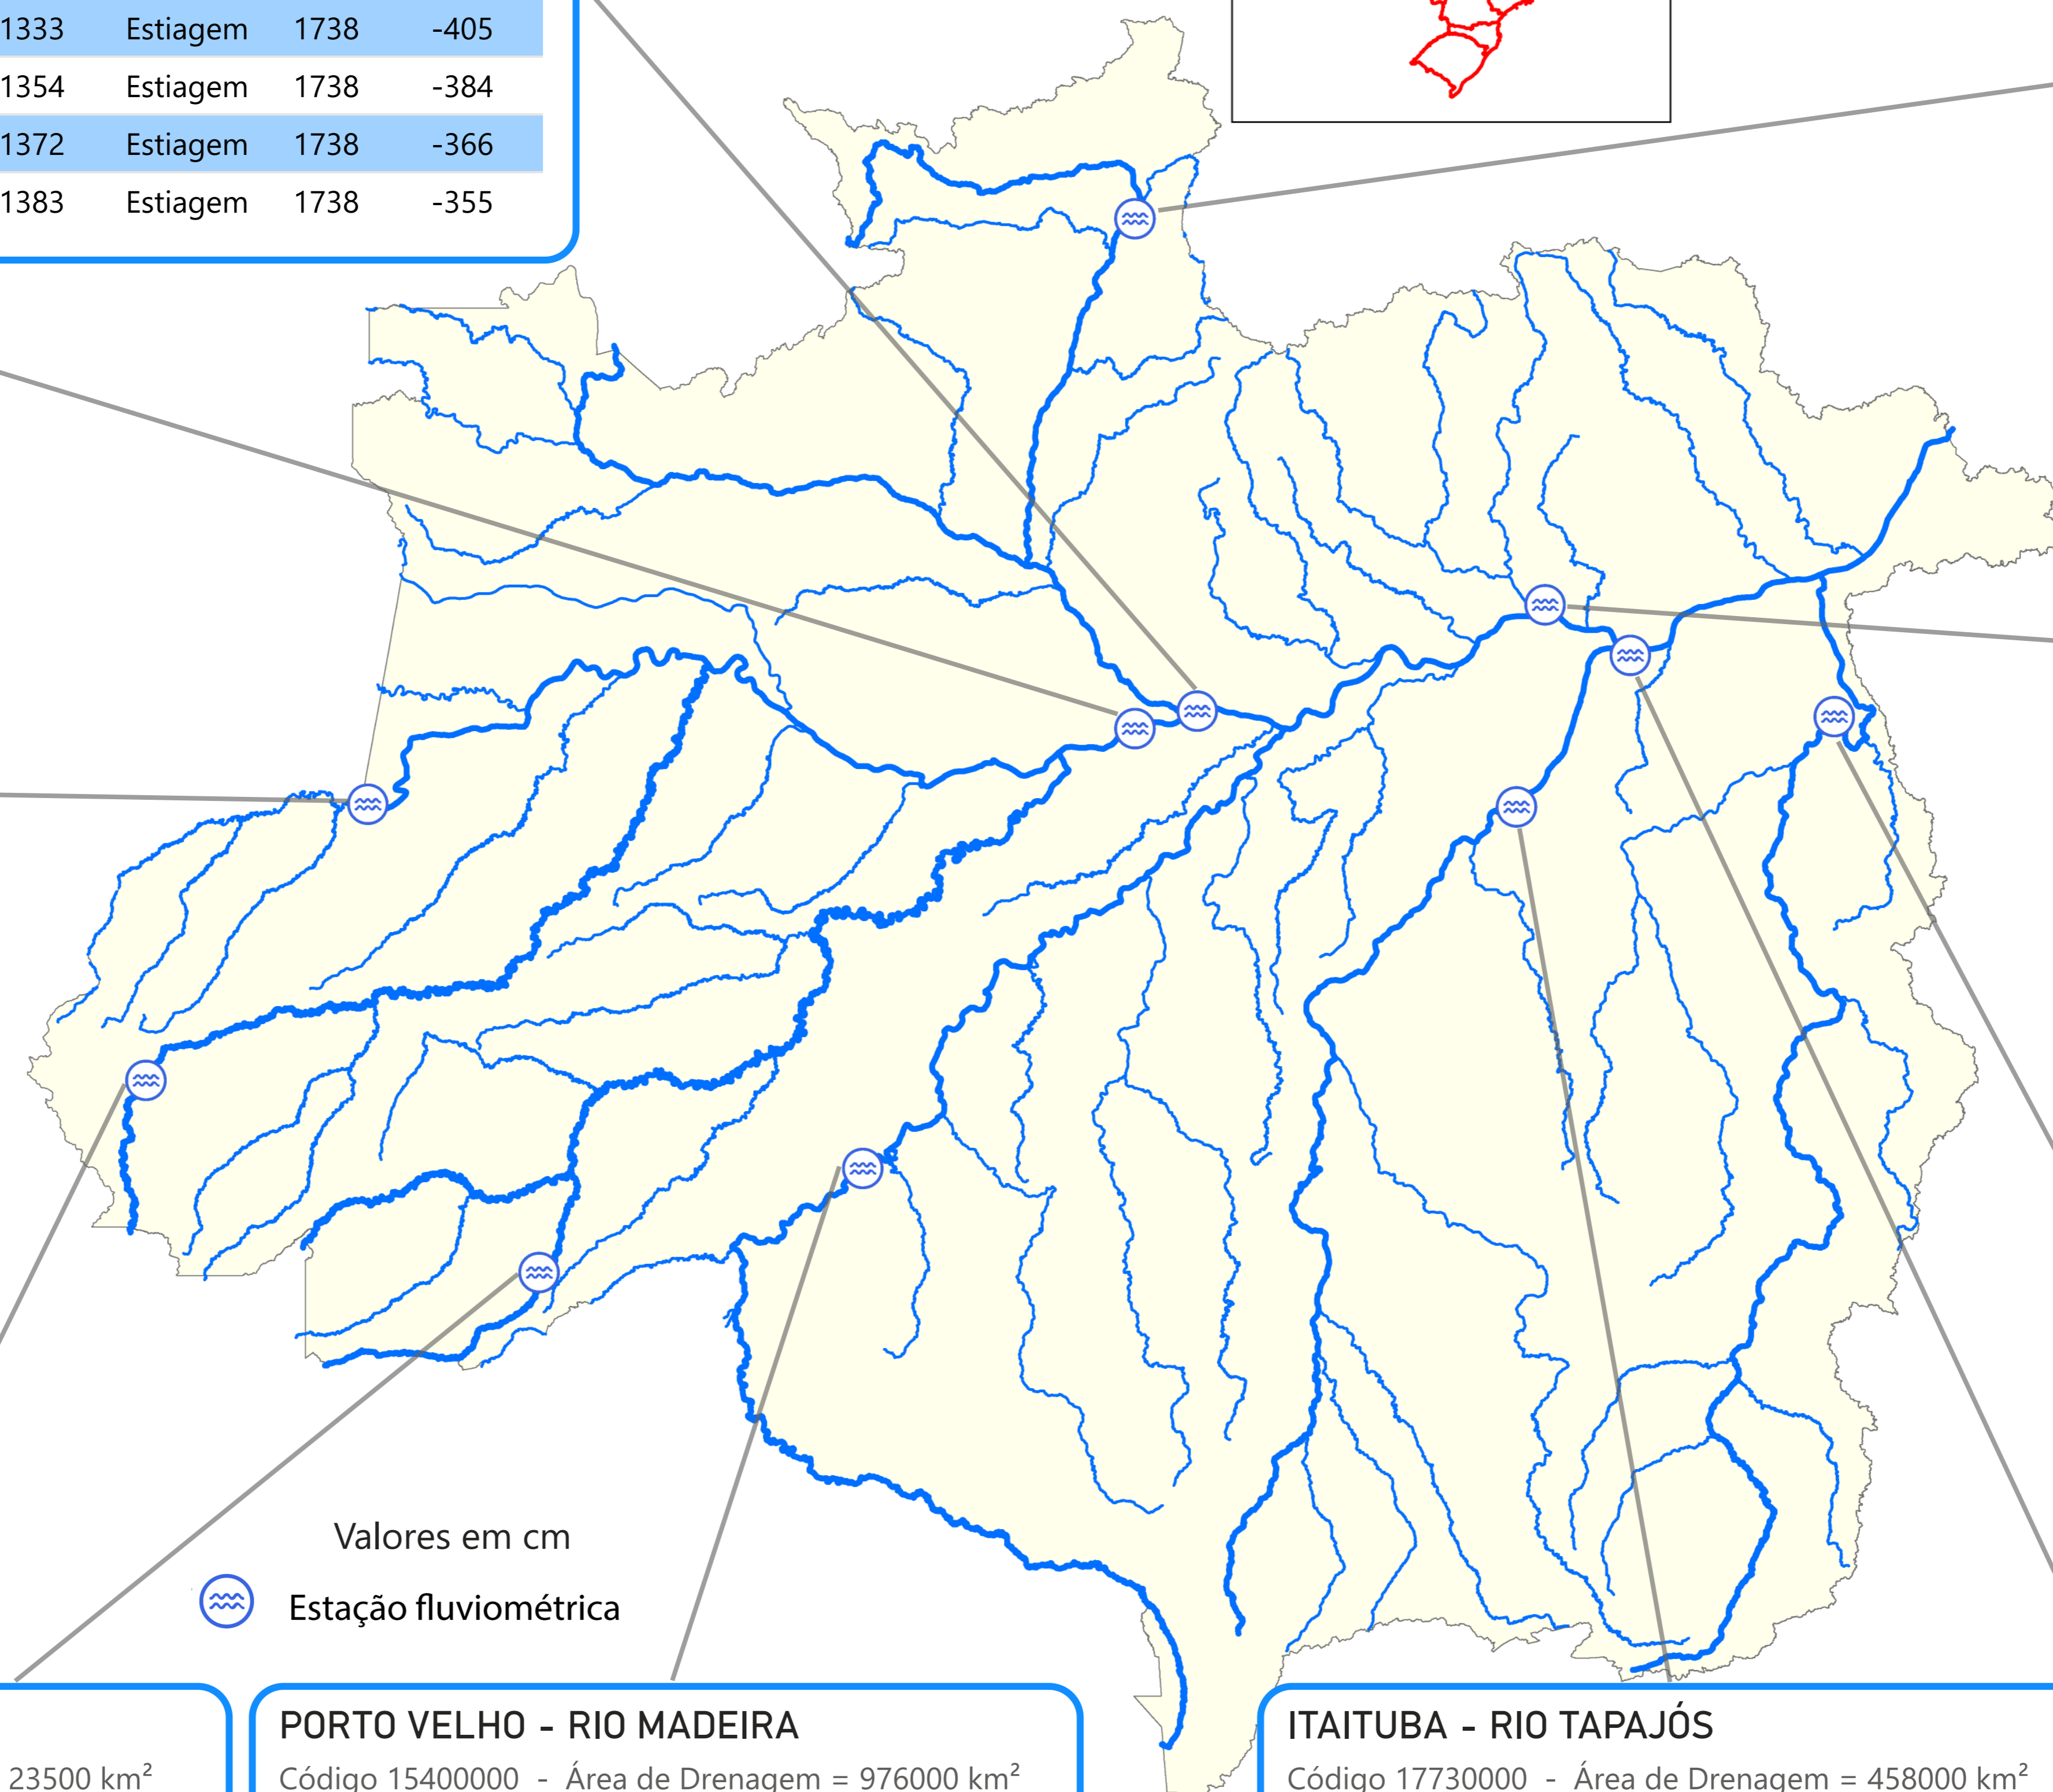 1333 Estiagem 1738 -405
1354 Estiagem 1738 -384
1372 Estiagem 1738 -366
1383 Estiagem 1738 -355
Valores em cm
Estação fluviométrica
23500 km²
PORTO VELHO - RIO MADEIRA
Código 15400000 - Área de Drenagem = 976000 km²
ITAITUBA - RIO TAPAJÓS
Código 17730000 - Área de Drenagem = 458000 km²